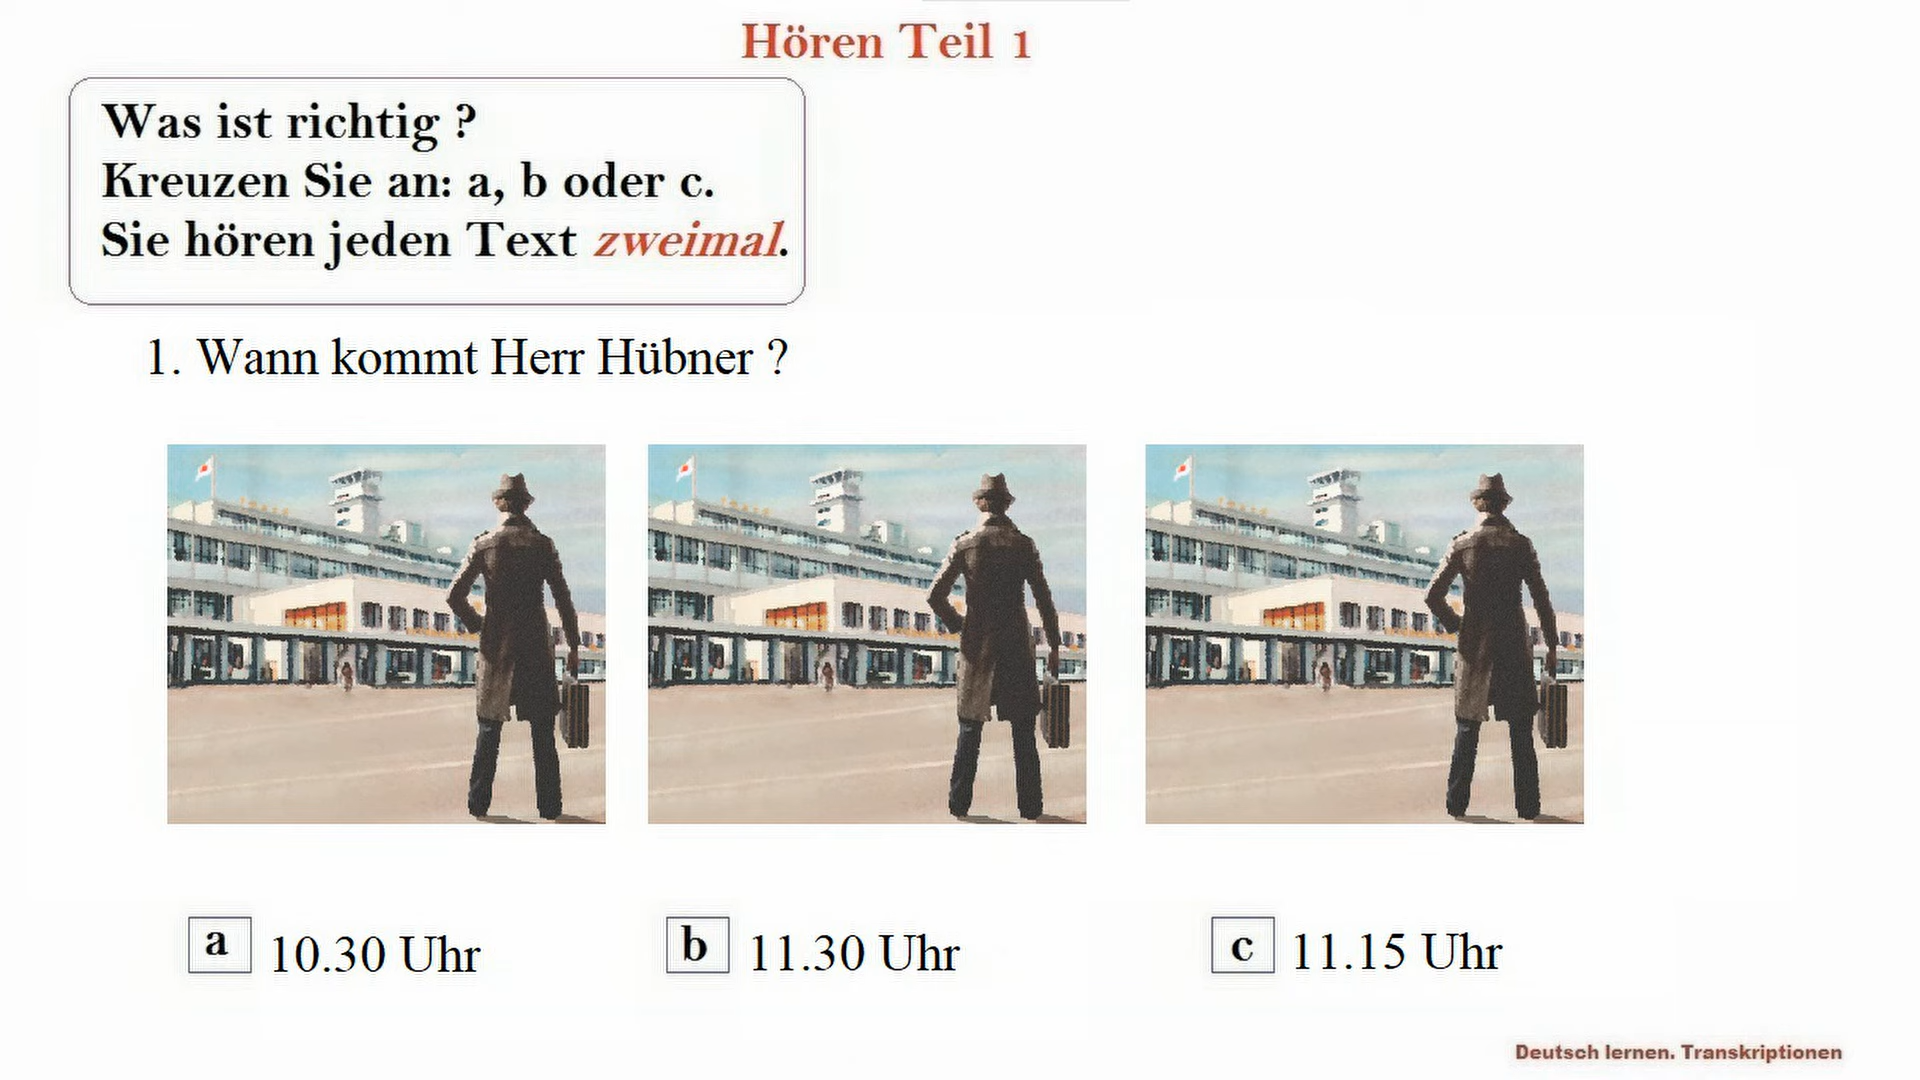 Hören Teil 1
Was ist richtig ?
Kreuzen Sie an: a, b oder c.
Sie hören jeden Text zweimal.
1. Wann kommt Herr Hübner ?
a 10.30 Uhr
b 11.30 Uhr
c 11.15 Uhr
Deutsch lernen. Transkriptionen